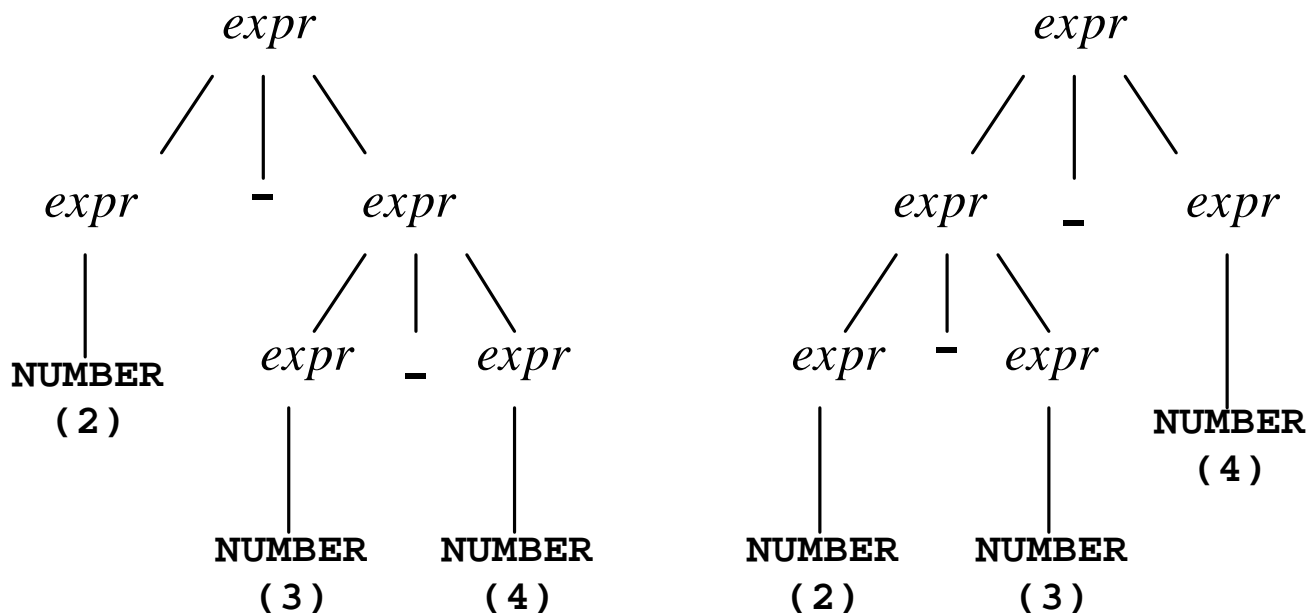 expr expr
expr - expr expr - expr
NUMBER expr - expr expr - expr
(2) NUMBER
(4)
NUMBER NUMBER NUMBER NUMBER
(3) (4) (2) (3)